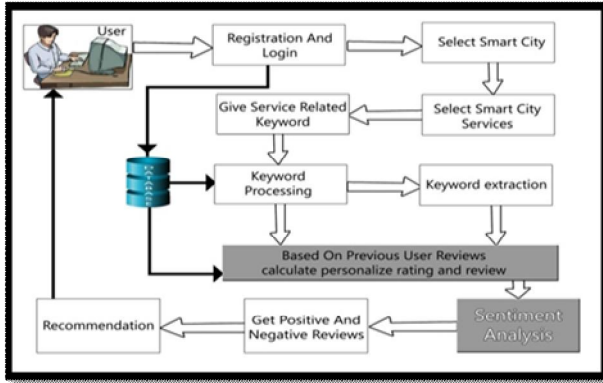 User
Registration And
Login
Select Smart City
Give Service Related
Keyword
Select Smart City
Services
Keyword
Processing
Keyword extraction
Based On Previous User Reviews
calculate personalize rating and review
Recommendation
Get Positive And
Negative Reviews
Sentiment
Analysis